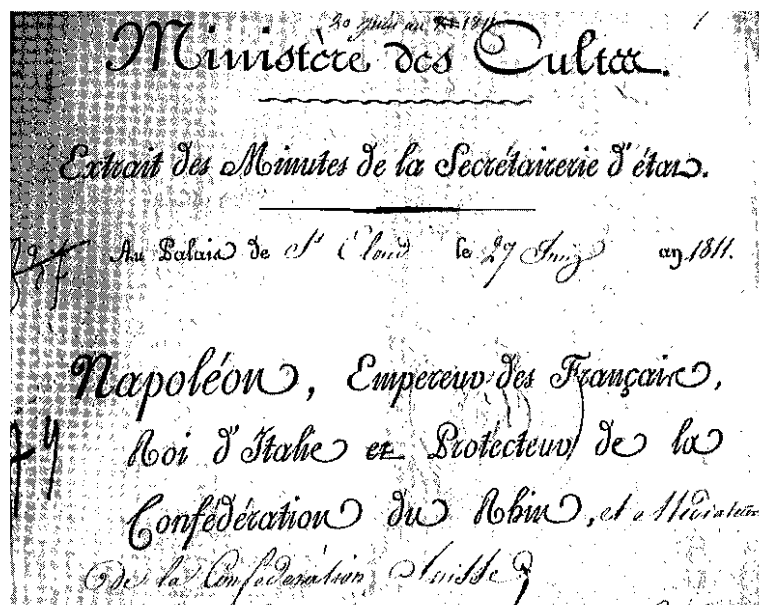 30 juin an 1811
Ministère des Cultes.
Extrait des Minutes de la Secrétairerie d'état.
Au Palais de St Cloud le 27 Juin an 1811.
Napoléon, Empereur des Français,
Roi d'Italie et Protecteur de la
Confédération du Rhin, et Médiateur
de la Confédération Suisse